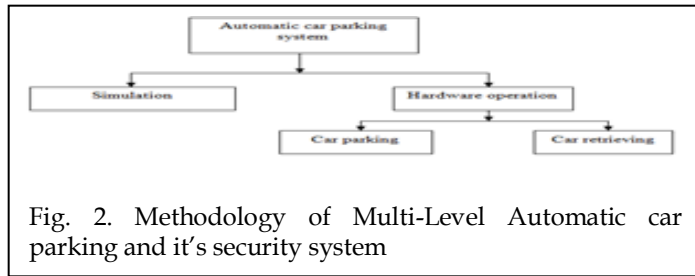 Automatic car parking
system
Simulation
Hardware operation
Car parking
Car retrieving
Fig. 2. Methodology of Multi-Level Automatic car
parking and it's security system